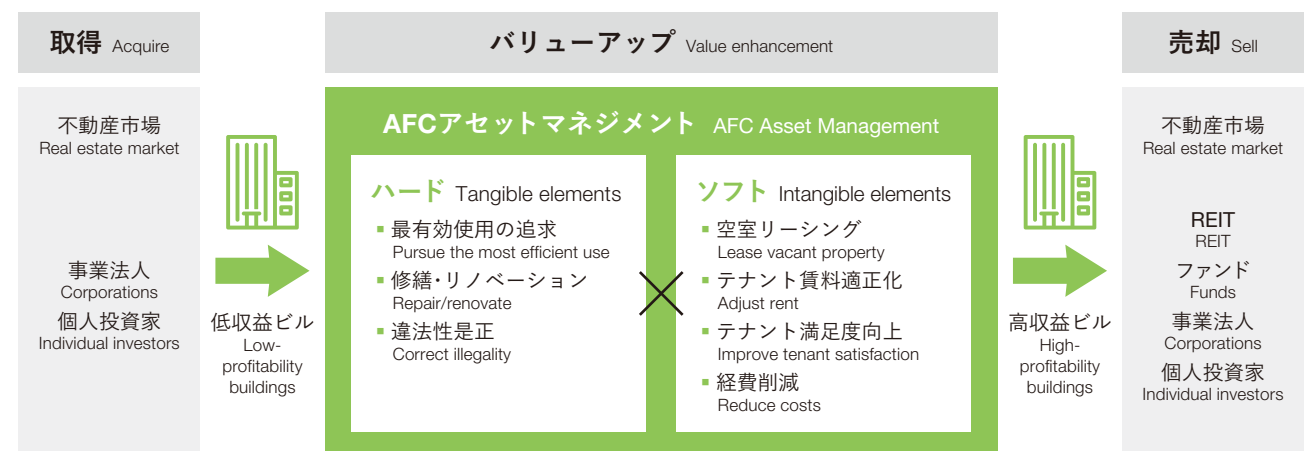 取得 Acquire
不動産市場
Real estate market
事業法人
Corporations
個人投資家
Individual investors
低収益ビル
Low-
profitability
buildings
バリューアップ Value enhancement
AFCアセットマネジメント AFC Asset Management
ハード Tangible elements
▪ 最有効使用の追求
Pursue the most efficient use
▪ 修繕・リノベーション
Repair/renovate
▪ 違法性是正
Correct illegality
ソフト Intangible elements
▪ 空室リーシング
Lease vacant property
▪ テナント賃料適正化
Adjust rent
▪ テナント満足度向上
Improve tenant satisfaction
▪ 経費削減
Reduce costs
高収益ビル
High-
profitability
buildings
売却 Sell
不動産市場
Real estate market
REIT
REIT
ファンド
Funds
事業法人
Corporations
個人投資家
Individual investors